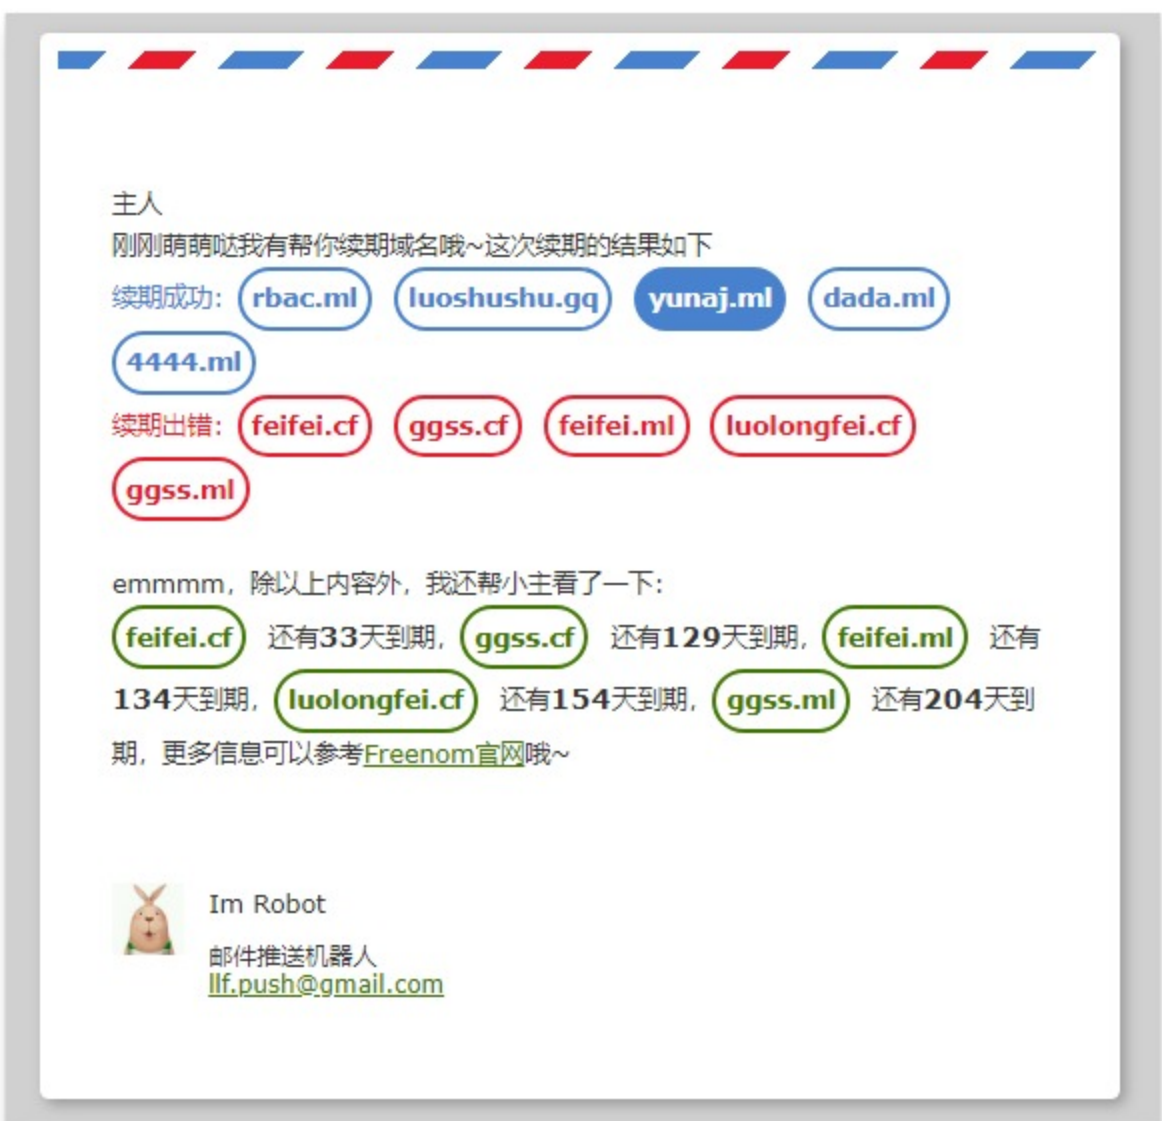 主人
刚刚萌萌哒我有帮你续期域名哦~这次续期的结果如下
续期成功： rbac.ml luoshushu.gq yunaj.ml dada.ml
4444.ml
续期出错： feifei.cf ggss.cf feifei.ml luolongfei.cf
ggss.ml
emmmm，除以上内容外，我还帮小主看了一下：
feifei.cf 还有33天到期， ggss.cf 还有129天到期， feifei.ml 还有
134天到期， luolongfei.cf 还有154天到期， ggss.ml 还有204天到
期，更多信息可以参考Freenom官网哦~
Im Robot
邮件推送机器人
llf.push@gmail.com